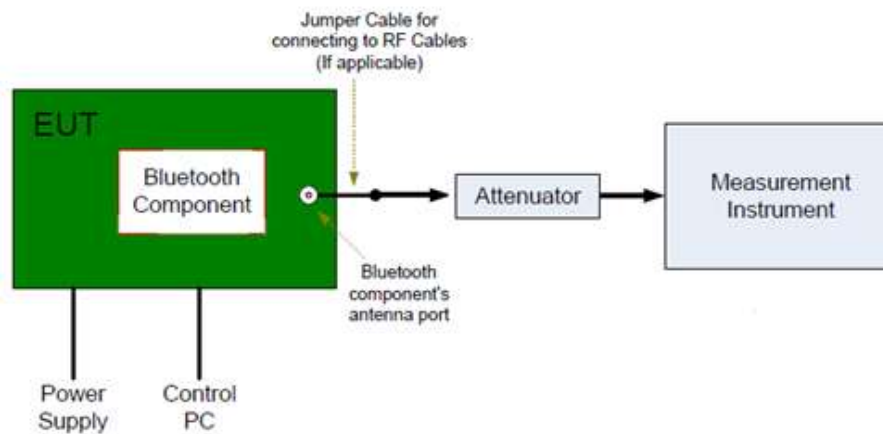 Jumper Cable for
connecting to RF Cables
(If applicable)
EUT
Bluetooth
Component
Attenuator
Measurement
Instrument
Bluetooth
component's
antenna port
Power
Supply
Control
PC